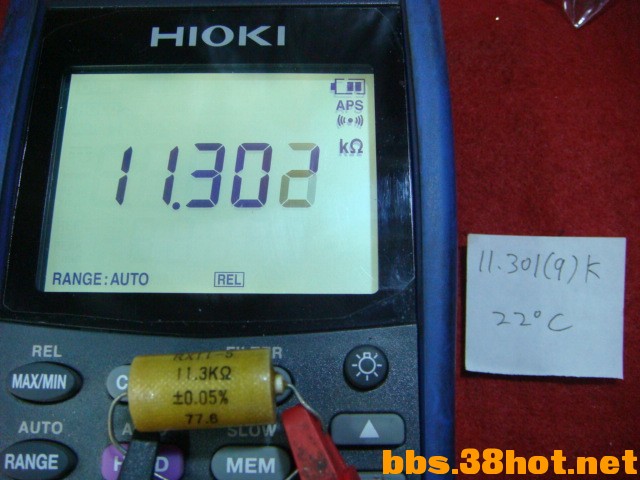 HIOKI
APS
kΩ
11.302
RANGE : AUTO
REL
11.301(9)K
22°C
REL
FILTER
MAX/MIN
11.3KΩ
±0.05%
77.6
AUTO
SLOW
RANGE
MEM
bbs.38hot.net